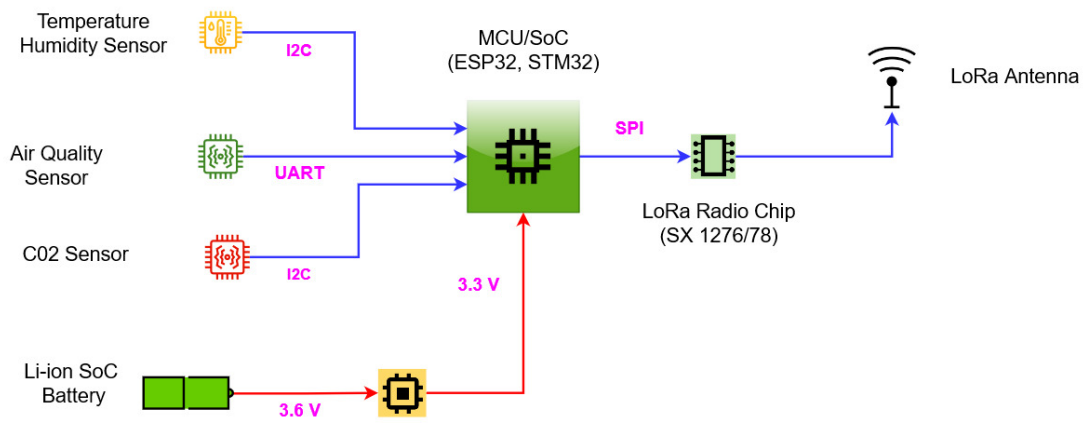 Temperature
Humidity Sensor
I2C
MCU/SoC
(ESP32, STM32)
LoRa Antenna
SPI
Air Quality
Sensor
UART
LoRa Radio Chip
(SX 1276/78)
C02 Sensor
I2C
3.3 V
Li-ion SoC
Battery
3.6 V